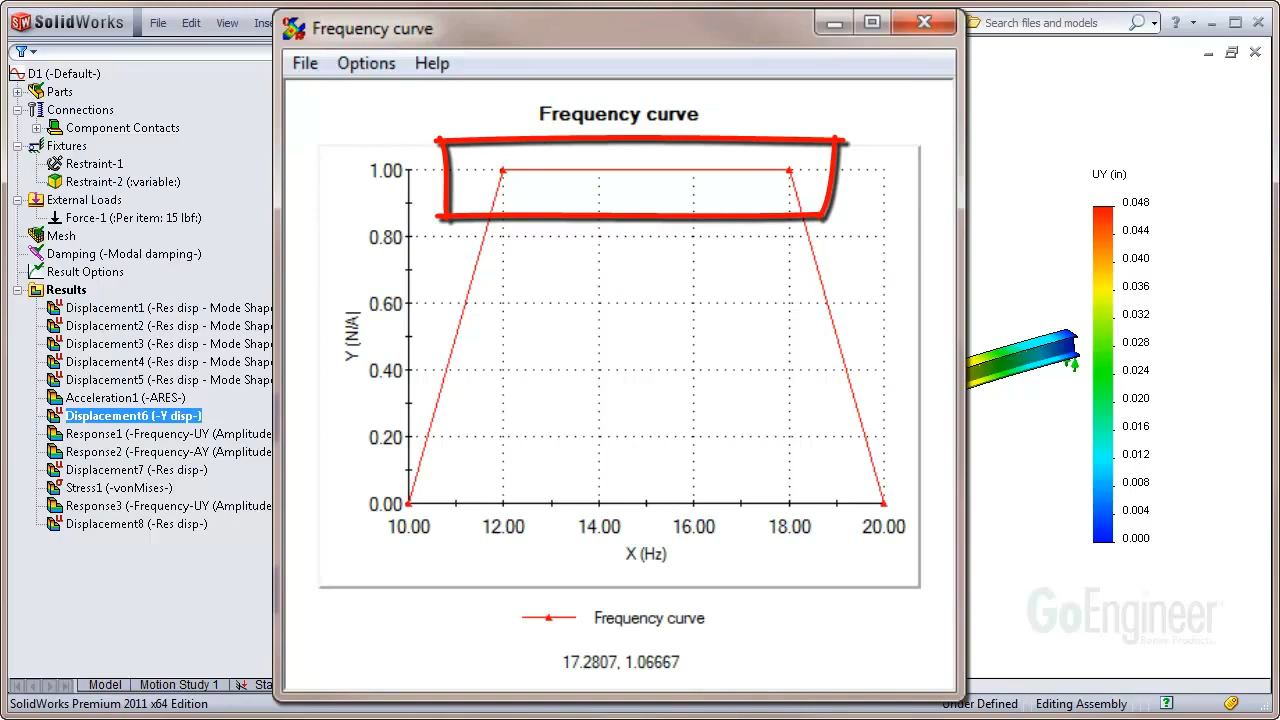 SolidWorks File Edit View Ins
Frequency curve
Search files and models
File Options Help
D1 (-Default-)
Parts
Connections
Component Contacts
Fixtures
Restraint-1
Restraint-2 (:variable:)
External Loads
Force-1 (:Per item: 15 lbf:)
Mesh
Damping (-Modal damping-)
Result Options
Results
Displacement1 (-Res disp - Mode Shape
Displacement2 (-Res disp - Mode Shape
Displacement3 (-Res disp - Mode Shape
Displacement4 (-Res disp - Mode Shape
Displacement5 (-Res disp - Mode Shape
Acceleration1 (-ARES-)
Displacement6 (-Y disp-)
Response1 (-Frequency-UY (Amplitude
Response2 (-Frequency-AY (Amplitude
Displacement7 (-Res disp-)
Stress1 (-vonMises-)
Response3 (-Frequency-UY (Amplitude
Displacement8 (-Res disp-)
Frequency curve
1.00
0.80
0.60
0.40
0.20
0.00
Y (N/A)
10.00 12.00 14.00 16.00 18.00 20.00
X (Hz)
Frequency curve
17.2807, 1.06667
UY (in)
0.048
0.044
0.040
0.036
0.032
0.028
0.024
0.020
0.016
0.012
0.008
0.004
0.000
GoEngineer
Model Motion Study 1 Sta
SolidWorks Premium 2011 x64 Edition
Under Defined Editing Assembly